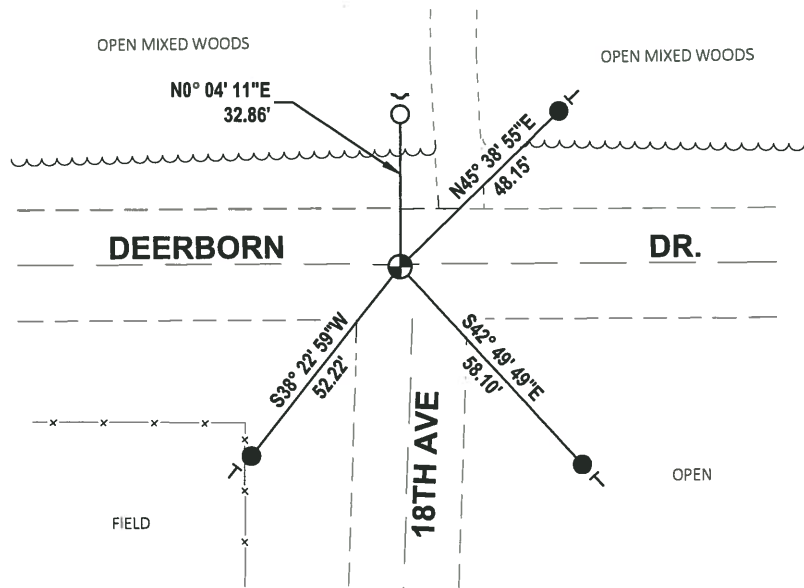 OPEN MIXED WOODS
OPEN MIXED WOODS
N0° 04' 11"E
32.86'
N45° 38' 55"E
48.15'
DEERBORN DR.
S38° 22' 59"W
52.22'
S42° 49' 49"E
58.10'
18TH AVE
OPEN
FIELD